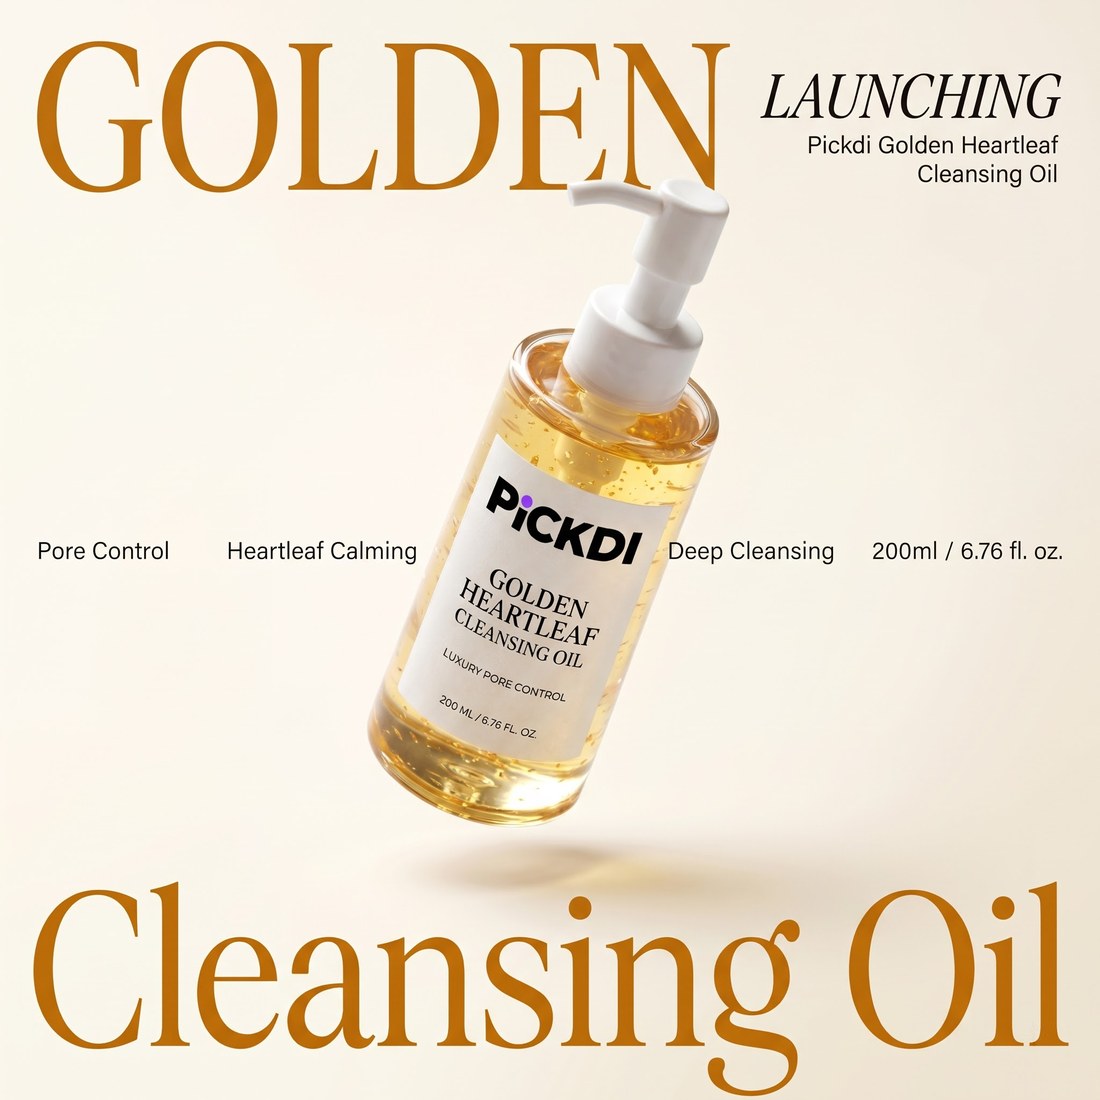 GOLDEN
LAUNCHING
Pickdi Golden Heartleaf
Cleansing Oil
Pore Control
Heartleaf Calming
Deep Cleansing
200ml / 6.76 fl. oz.
PiCKDI
GOLDEN
HEARTLEAF
CLEANSING OIL
LUXURY PORE CONTROL
200 ML / 6.76 FL. OZ.
Cleansing Oil